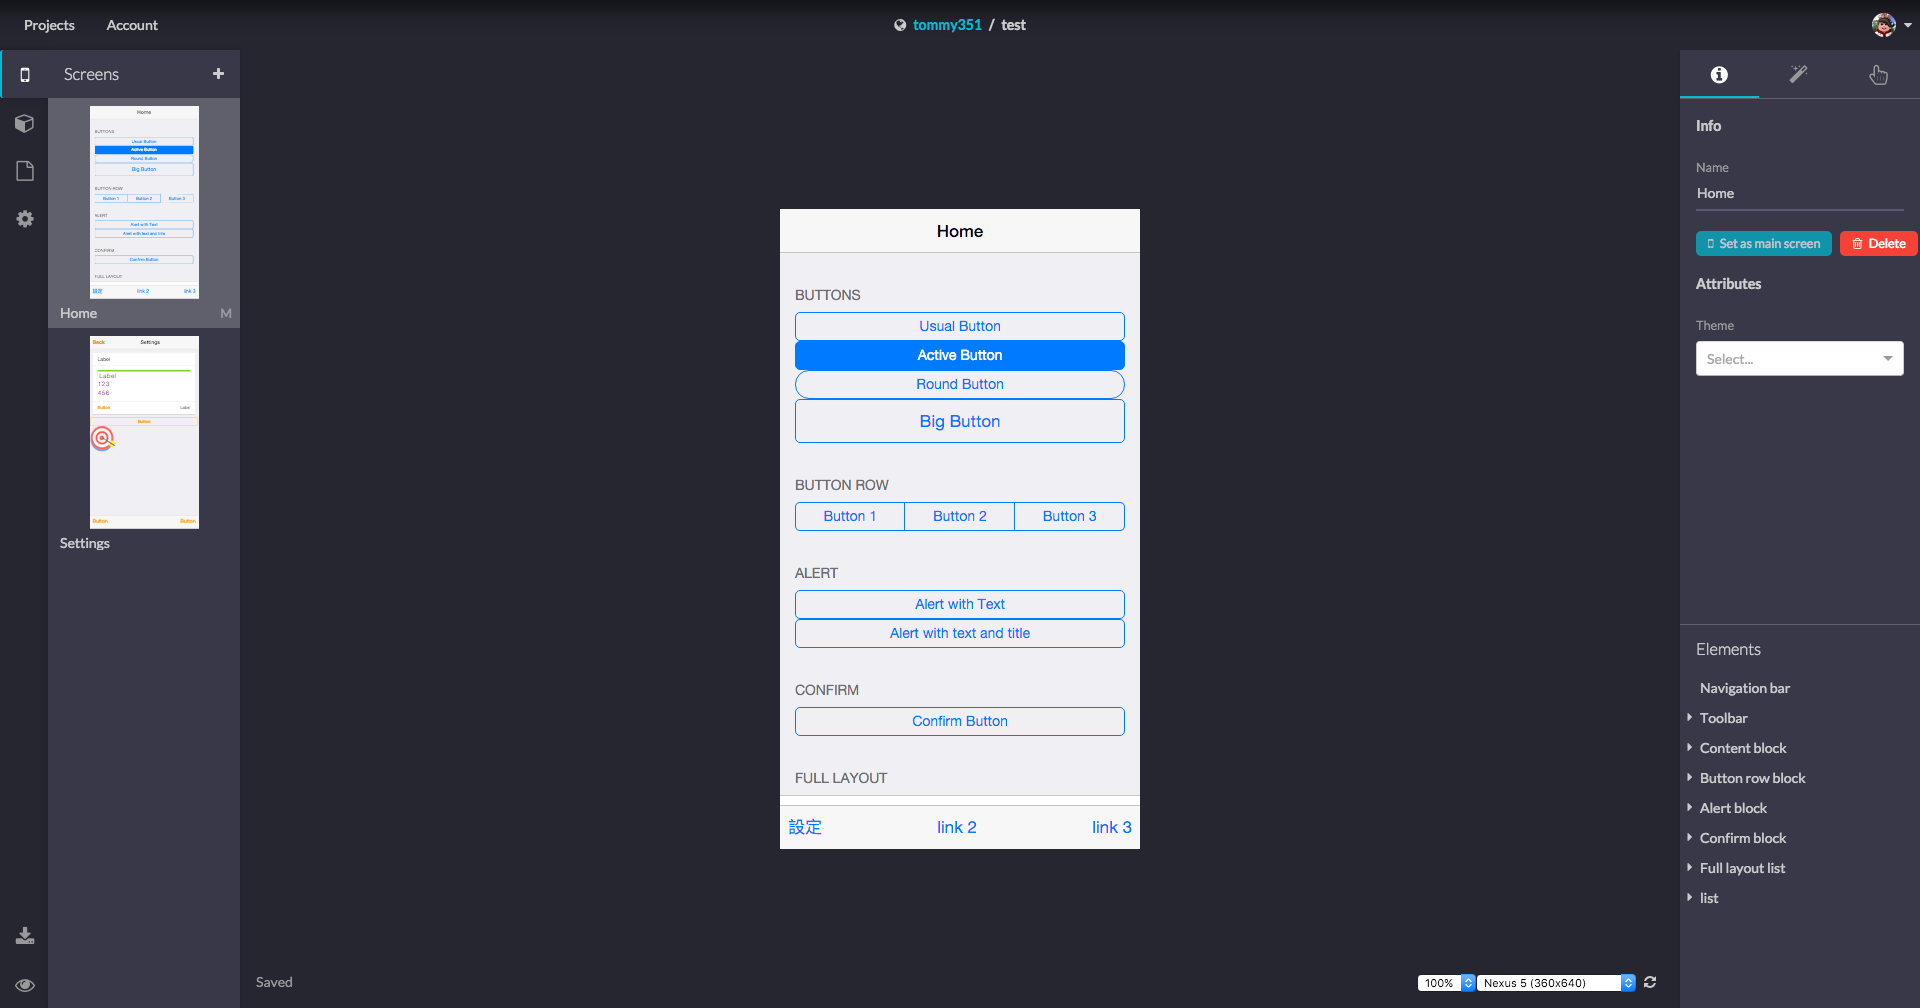 Projects
Account
tommy351 / test
Screens
+
Home
BUTTONS
Usual Button
Active Button
Round Button
Big Button
BUTTON ROW
Button 1
Button 2
Button 3
ALERT
Alert with Text
Alert with text and title
CONFIRM
Confirm Button
FULL LAYOUT
設定
link 2
link 3
Home
M
Back
Settings
Label
Label
123
456
Button
Label
Button
Button
Button
Settings
Home
BUTTONS
Usual Button
Active Button
Round Button
Big Button
BUTTON ROW
Button 1
Button 2
Button 3
ALERT
Alert with Text
Alert with text and title
CONFIRM
Confirm Button
FULL LAYOUT
設定
link 2
link 3
Saved
100%
Nexus 5 (360x640)
Info
Name
Home
Set as main screen
Delete
Attributes
Theme
Select...
Elements
Navigation bar
Toolbar
Content block
Button row block
Alert block
Confirm block
Full layout list
list